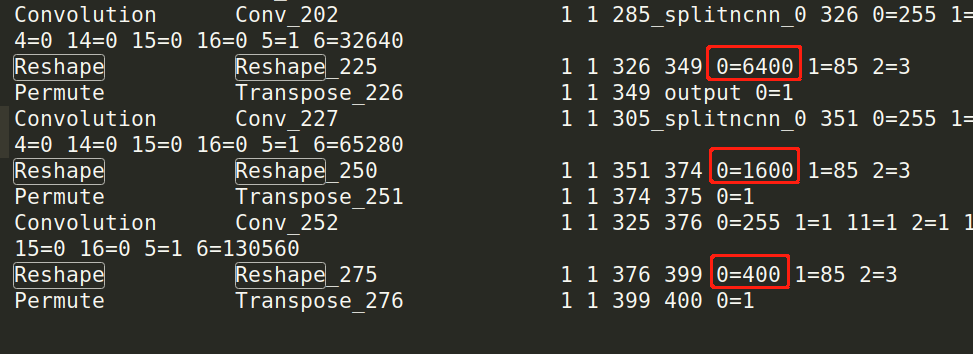 Convolution Conv_202 1 1 285_splitncnn_0 326 0=255 1=
4=0 14=0 15=0 16=0 5=1 6=32640
Reshape Reshape_225 1 1 326 349 0=6400 1=85 2=3
Permute Transpose_226 1 1 349 output 0=1
Convolution Conv_227 1 1 305_splitncnn_0 351 0=255 1=
4=0 14=0 15=0 16=0 5=1 6=65280
Reshape Reshape_250 1 1 351 374 0=1600 1=85 2=3
Permute Transpose_251 1 1 374 375 0=1
Convolution Conv_252 1 1 325 376 0=255 1=1 11=1 2=1 1
15=0 16=0 5=1 6=130560
Reshape Reshape_275 1 1 376 399 0=400 1=85 2=3
Permute Transpose_276 1 1 399 400 0=1